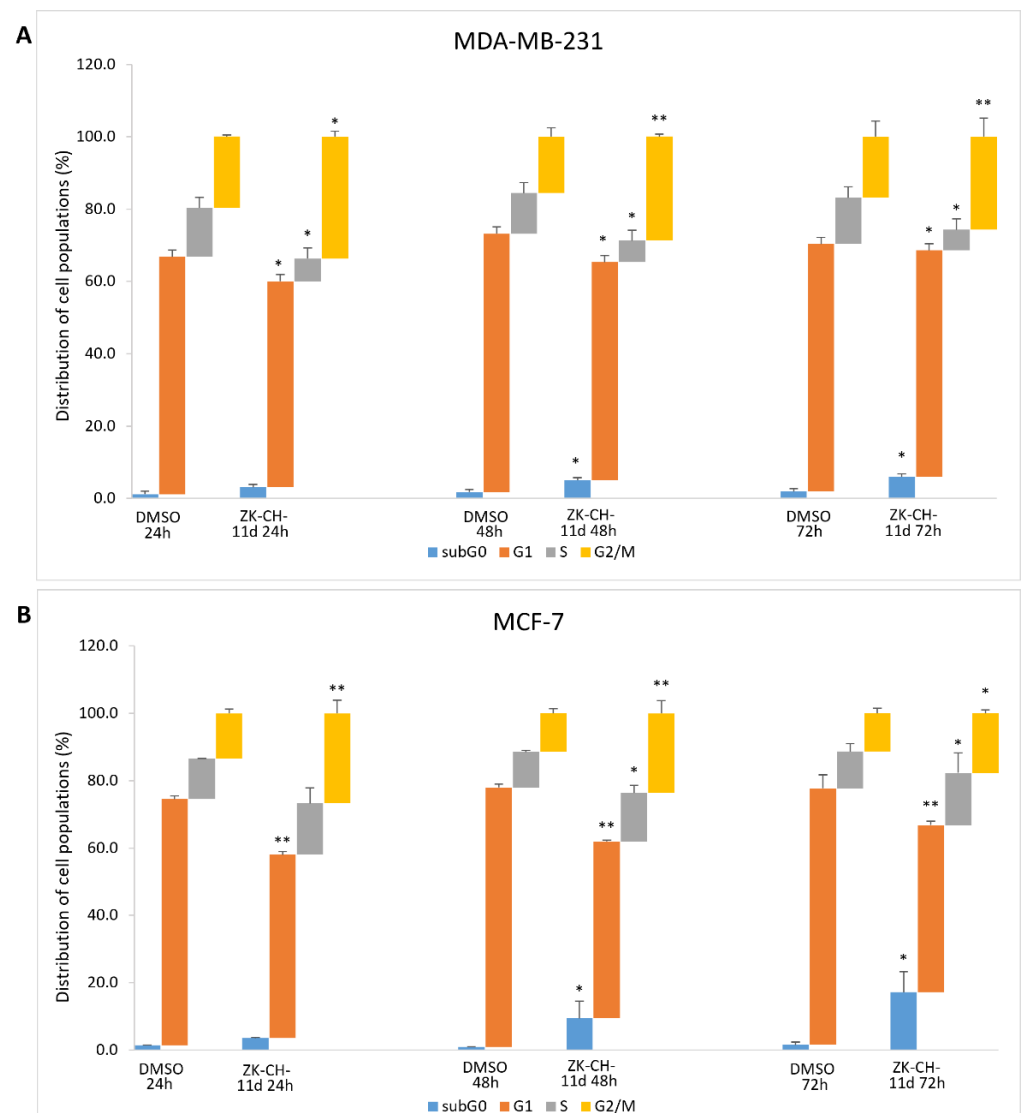 A
MDA-MB-231
Distribution of cell populations (%)
120.0
100.0
80.0
60.0
40.0
20.0
0.0
* * * * * * ** * * * **
DMSO 24h
ZK-CH-11d 24h
DMSO 48h
ZK-CH-11d 48h
DMSO 72h
ZK-CH-11d 72h
subG0 G1 S G2/M
B
MCF-7
Distribution of cell populations (%)
120.0
100.0
80.0
60.0
40.0
20.0
0.0
** ** * ** * ** * ** * *
DMSO 24h
ZK-CH-11d 24h
DMSO 48h
ZK-CH-11d 48h
DMSO 72h
ZK-CH-11d 72h
subG0 G1 S G2/M